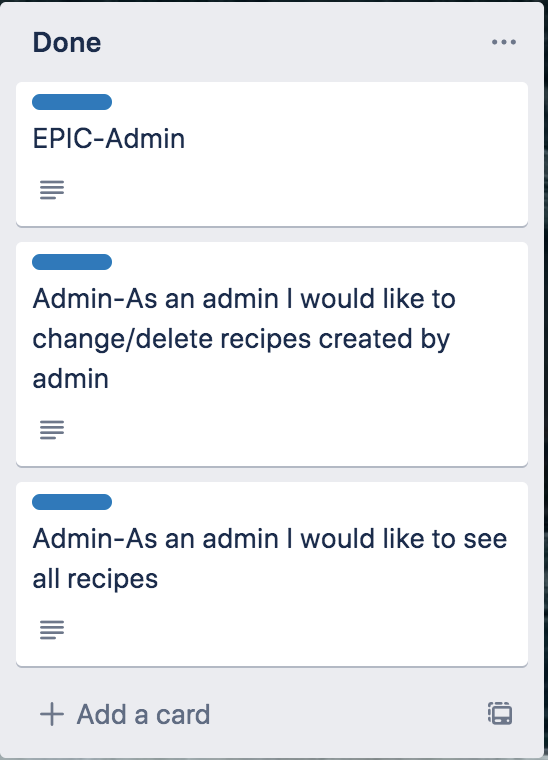 Done
EPIC-Admin
Admin-As an admin I would like to
change/delete recipes created by
admin
Admin-As an admin I would like to see
all recipes
Add a card